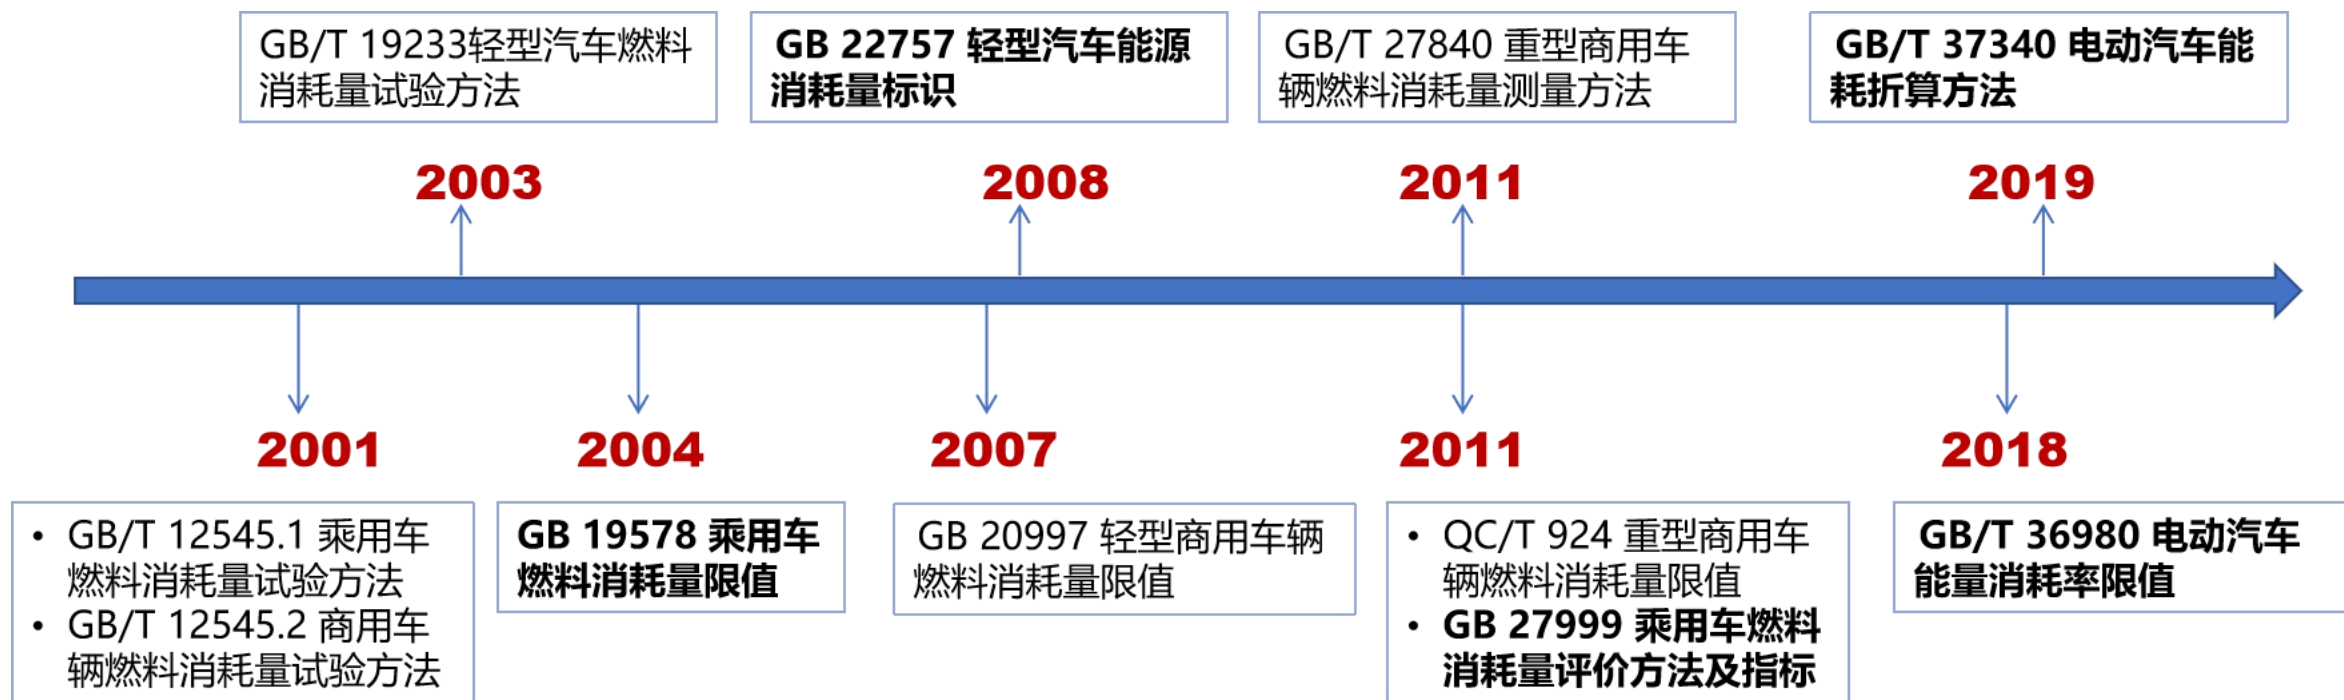 GB/T 19233轻型汽车燃料
消耗量试验方法
GB 22757 轻型汽车能源
消耗量标识
GB/T 27840 重型商用车
辆燃料消耗量测量方法
GB/T 37340 电动汽车能
耗折算方法
2003
2008
2011
2019
2001
2004
2007
2011
2018
• GB/T 12545.1 乘用车
燃料消耗量试验方法
• GB/T 12545.2 商用车
辆燃料消耗量试验方法
GB 19578 乘用车
燃料消耗量限值
GB 20997 轻型商用车辆
燃料消耗量限值
• QC/T 924 重型商用车
辆燃料消耗量限值
• GB 27999 乘用车燃料
消耗量评价方法及指标
GB/T 36980 电动汽车
能量消耗率限值